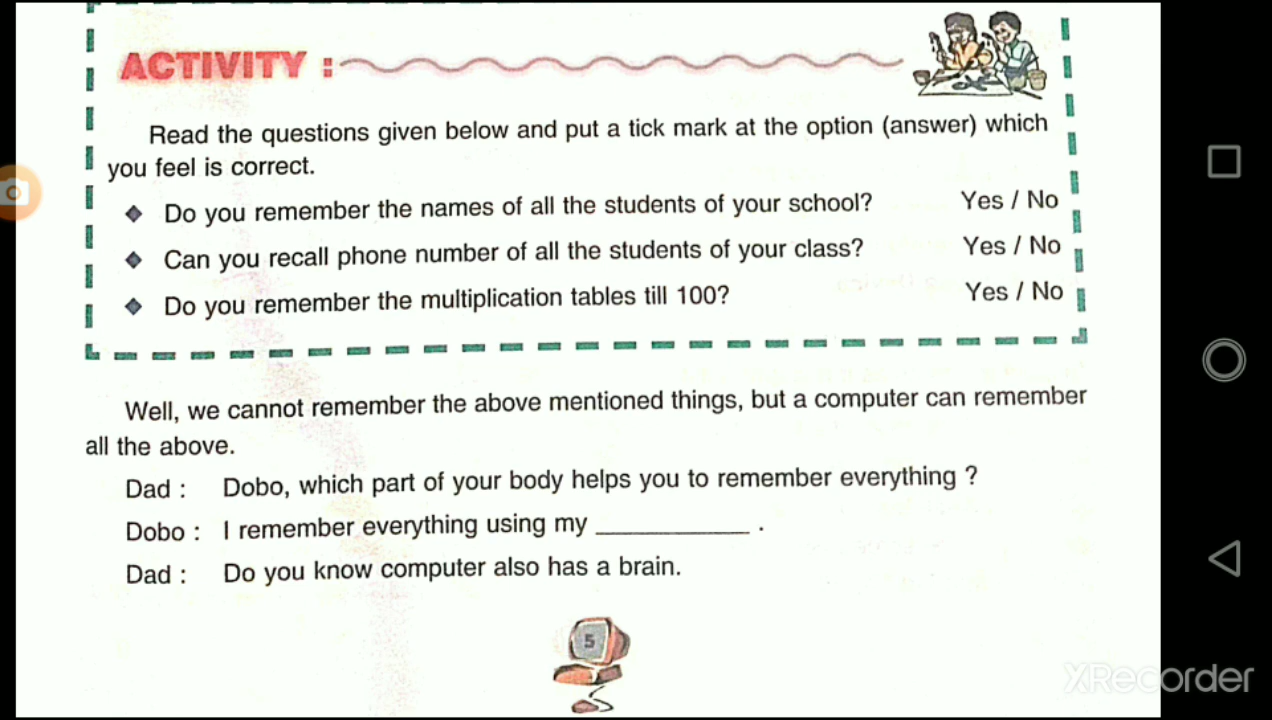 ACTIVITY :
Read the questions given below and put a tick mark at the option (answer) which
you feel is correct.
Do you remember the names of all the students of your school? Yes / No
Can you recall phone number of all the students of your class? Yes / No
Do you remember the multiplication tables till 100? Yes / No
Well, we cannot remember the above mentioned things, but a computer can remember
all the above.
Dad : Dobo, which part of your body helps you to remember everything ?
Dobo : I remember everything using my ____________ .
Dad : Do you know computer also has a brain.
5
XRecorder